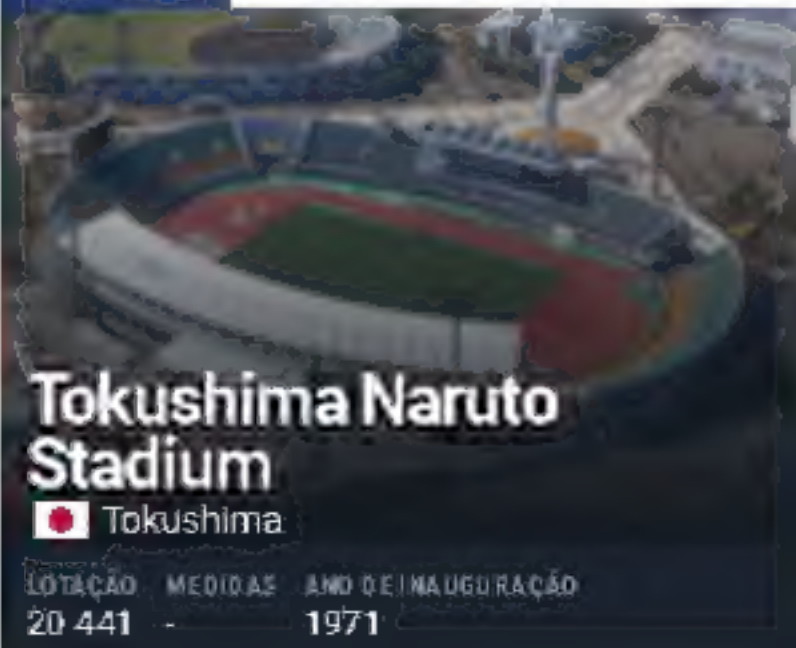 Tokushima Naruto
Stadium
Tokushima
LOTAÇÃO MEDIDAS ANO DE INAUGURAÇÃO
20 441 - 1971